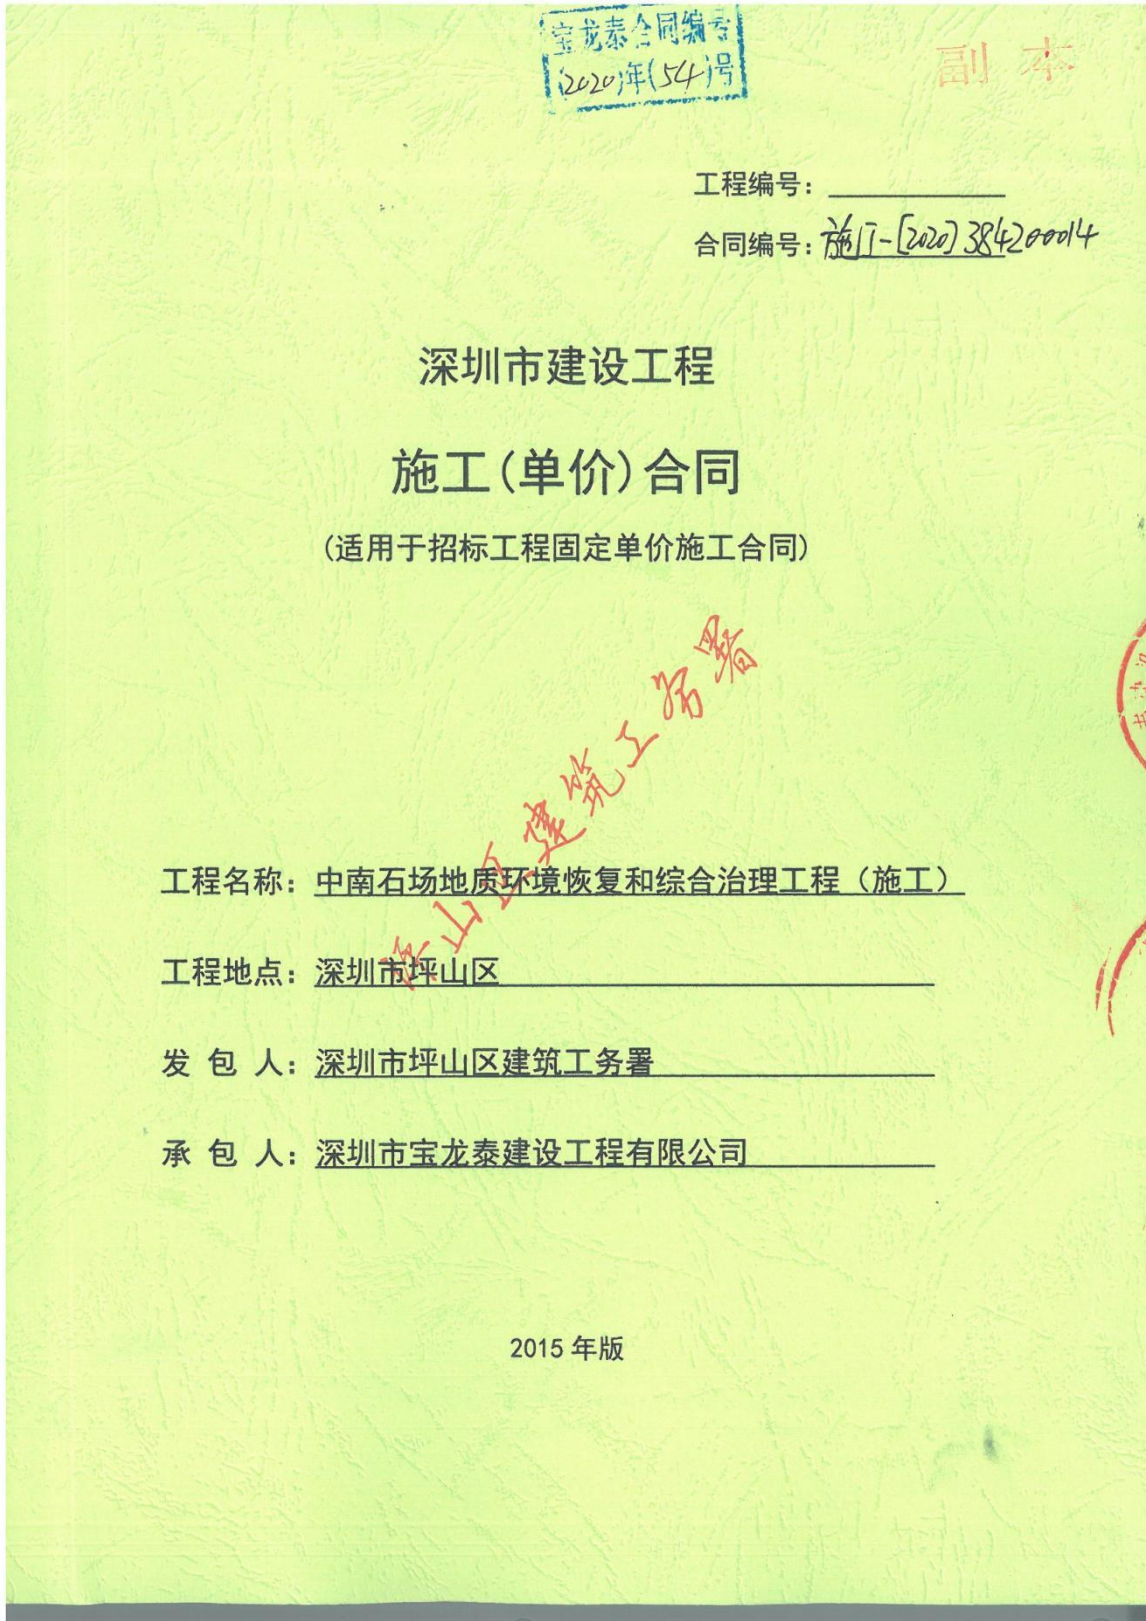 宝龙泰合同编号
2020年(54)号
副 本
工程编号:
合同编号:施工-[2020]384200014
深圳市建设工程
施工(单价)合同
(适用于招标工程固定单价施工合同)
坪山区建筑工务署
工程名称:中南石场地质环境恢复和综合治理工程(施工)
工程地点:深圳市坪山区
发 包 人:深圳市坪山区建筑工务署
承 包 人:深圳市宝龙泰建设工程有限公司
2015 年版